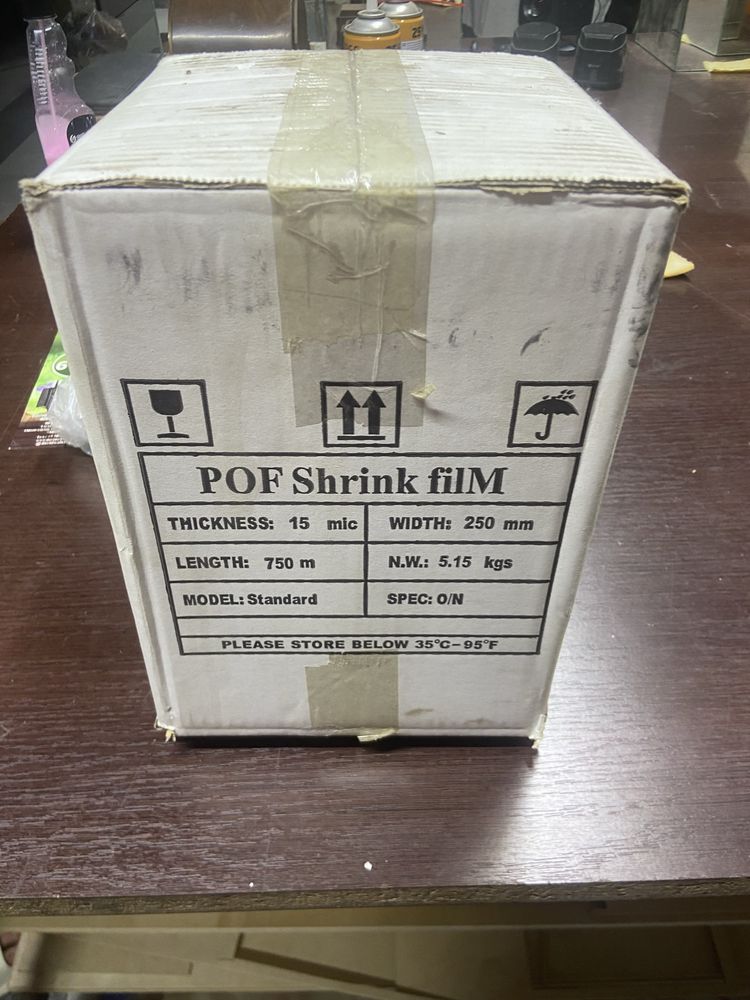 POF Shrink filM
THICKNESS: 15 mic
WIDTH: 250 mm
LENGTH: 750 m
N.W.: 5.15 kgs
MODEL: Standard
SPEC: O/N
PLEASE STORE BELOW 35°C-95°F